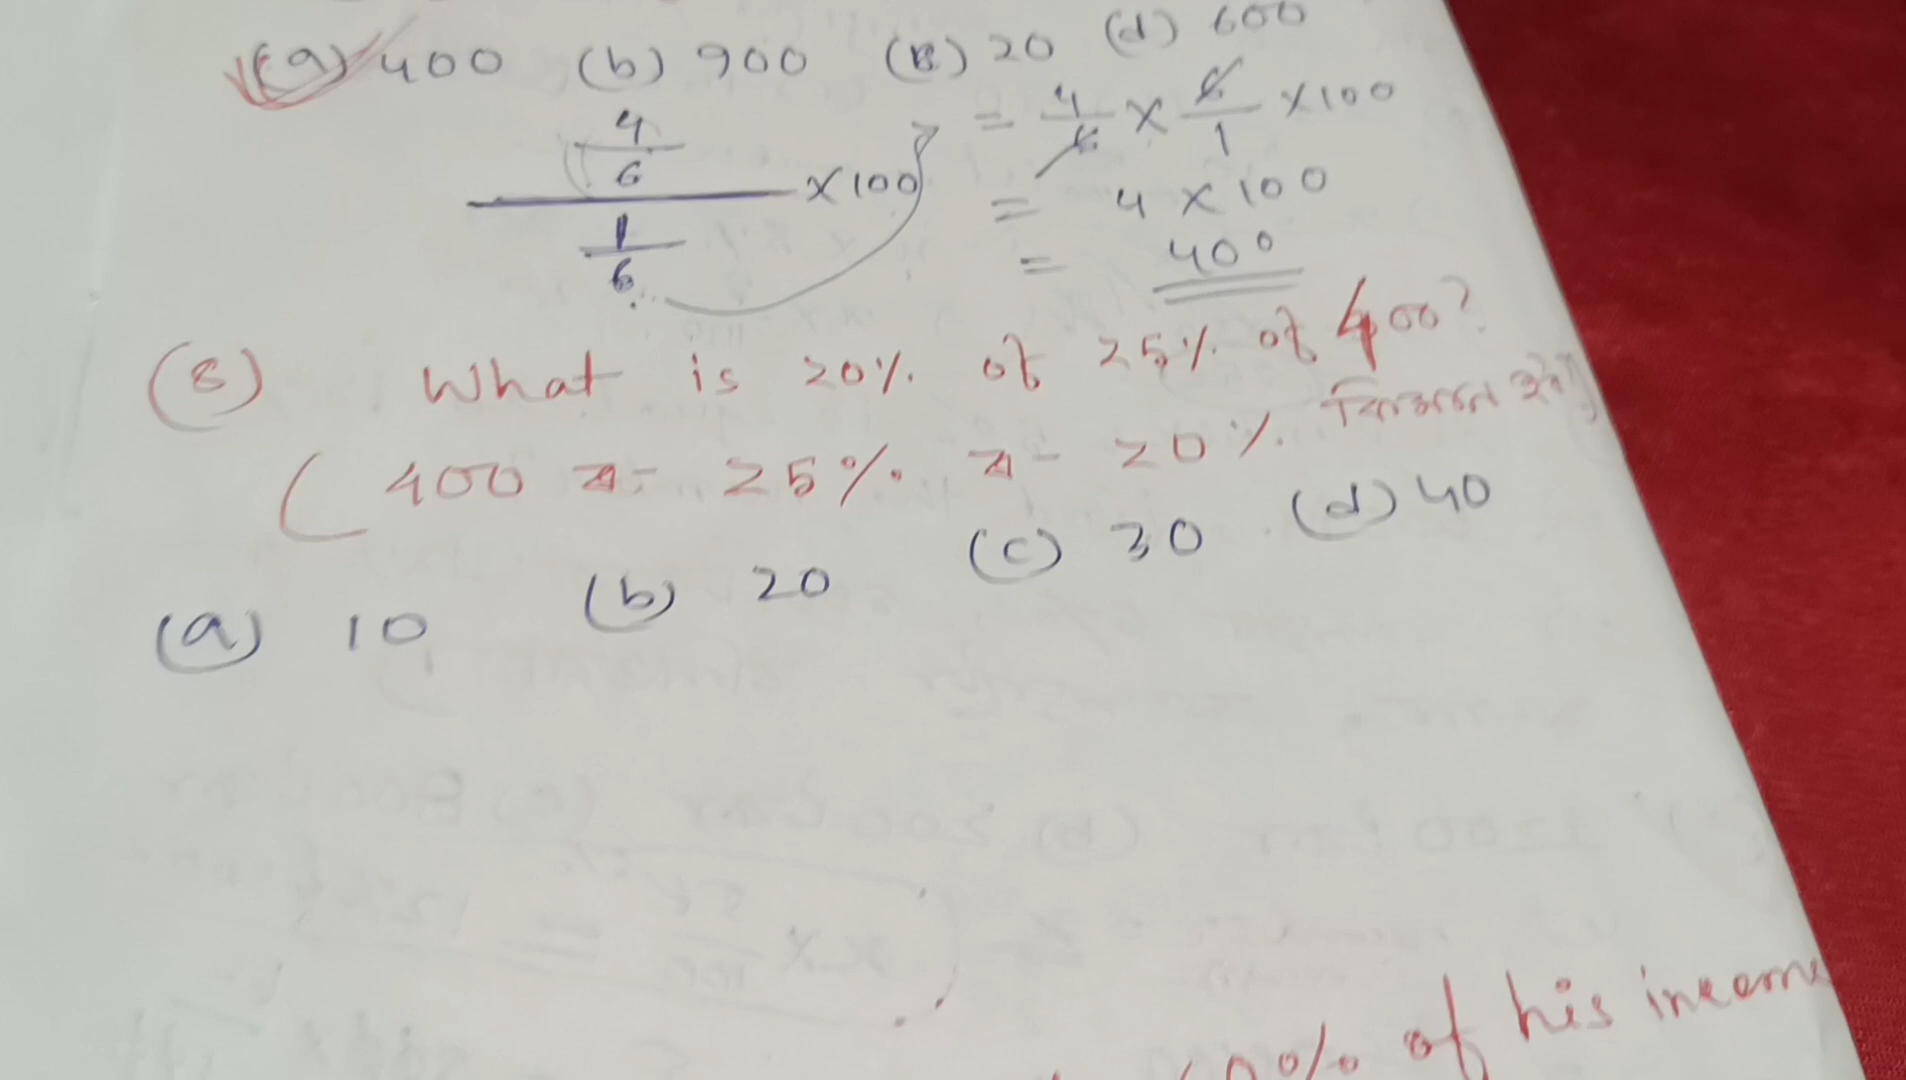 (a) 400 (b) 900 (c) 20 (d) 600
4/6
——— ×100
1/6
= 4/6 × 6/1 ×100
= 4 × 100
= 400
(8) What is 20% of 25% of 400?
( 400 ৰ 25% ৰ 20%
(a) 10 (b) 20 (c) 30 (d) 40
0% of his income